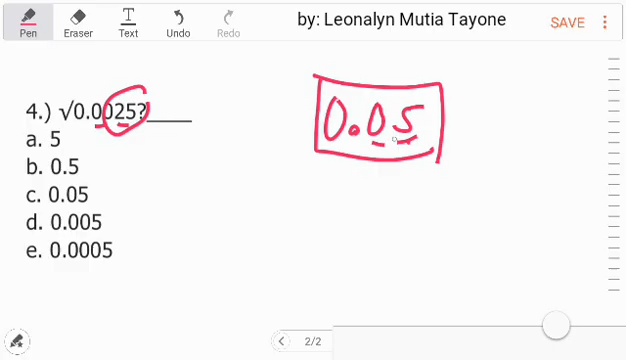 by: Leonalyn Mutia Tayone
SAVE
Pen
Eraser
Text
Undo
Redo
4.) √0.0025?____
a. 5
b. 0.5
c. 0.05
d. 0.005
e. 0.0005
0.05
2/2